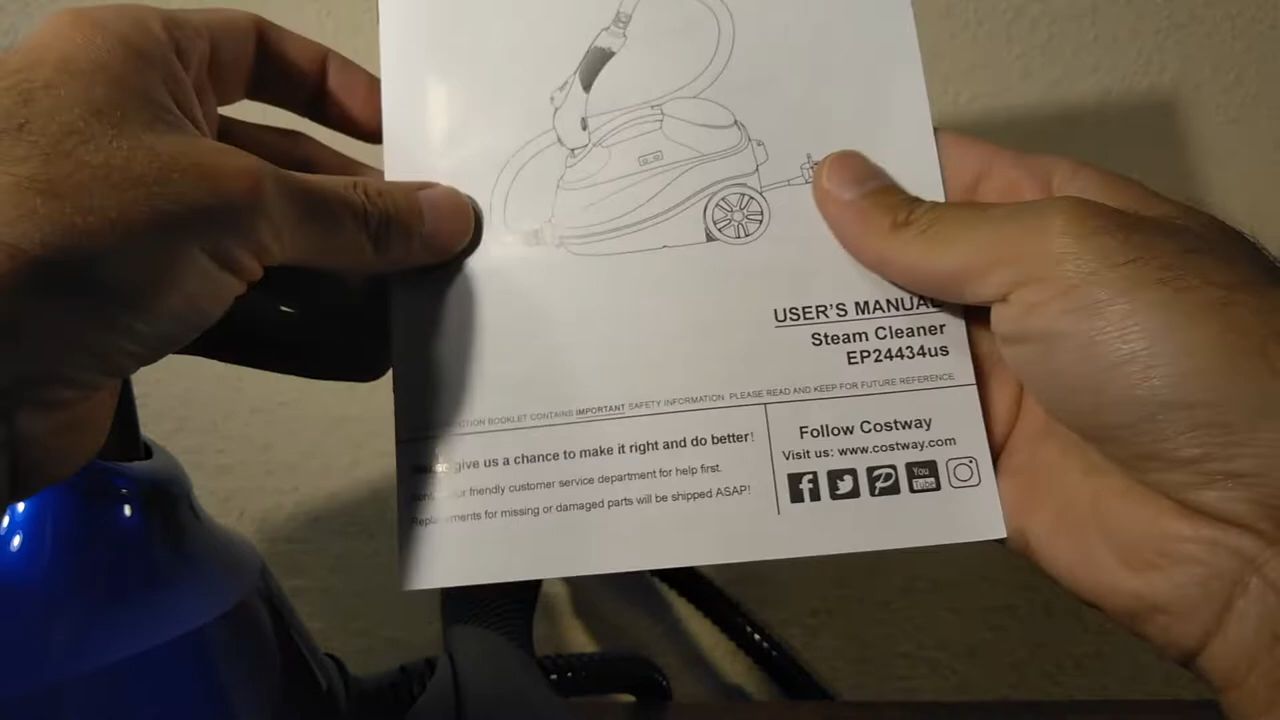 USER'S MANUAL
Steam Cleaner
EP24434us
BOOKLET CONTAINS IMPORTANT SAFETY INFORMATION PLEASE READ AND KEEP FOR FUTURE REFERENCE
give us a chance to make it right and do better!
friendly customer service department for help first.
for missing or damaged parts will be shipped ASAP!
Follow Costway
Visit us: www.costway.com
You
Tube